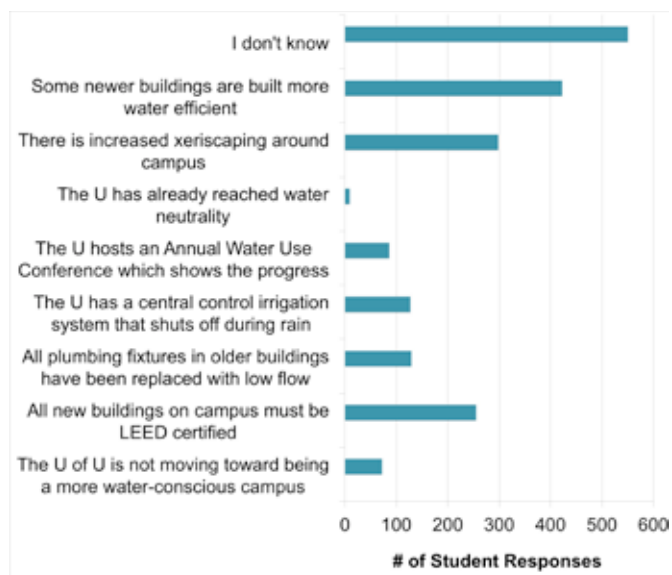 I don't know
Some newer buildings are built more
water efficient
There is increased xeriscaping around
campus
The U has already reached water
neutrality
The U hosts an Annual Water Use
Conference which shows the progress
The U has a central control irrigation
system that shuts off during rain
All plumbing fixtures in older buildings
have been replaced with low flow
All new buildings on campus must be
LEED certified
The U of U is not moving toward being
a more water-conscious campus
0 100 200 300 400 500 600
# of Student Responses